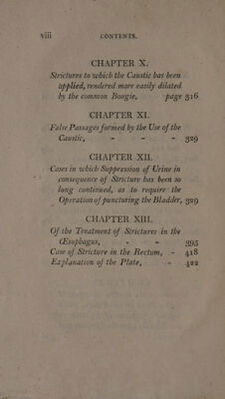 viii CONTENTS.
CHAPTER X.
Strictures to which the Caustic has been
applied, rendered more easily dilated
by the common Bougie, page 316
CHAPTER XI.
False Passages formed by the Use of the
Caustic, - - - 329
CHAPTER XII.
Cases in which Suppression of Urine in
consequence of Stricture has been so
long continued, as to require the
Operation of puncturing the Bladder, 329
CHAPTER XIII.
Of the Treatment of Strictures in the
Œsophagus, - - 395
Case of Stricture in the Rectum, - 418
Explanation of the Plate, - 422